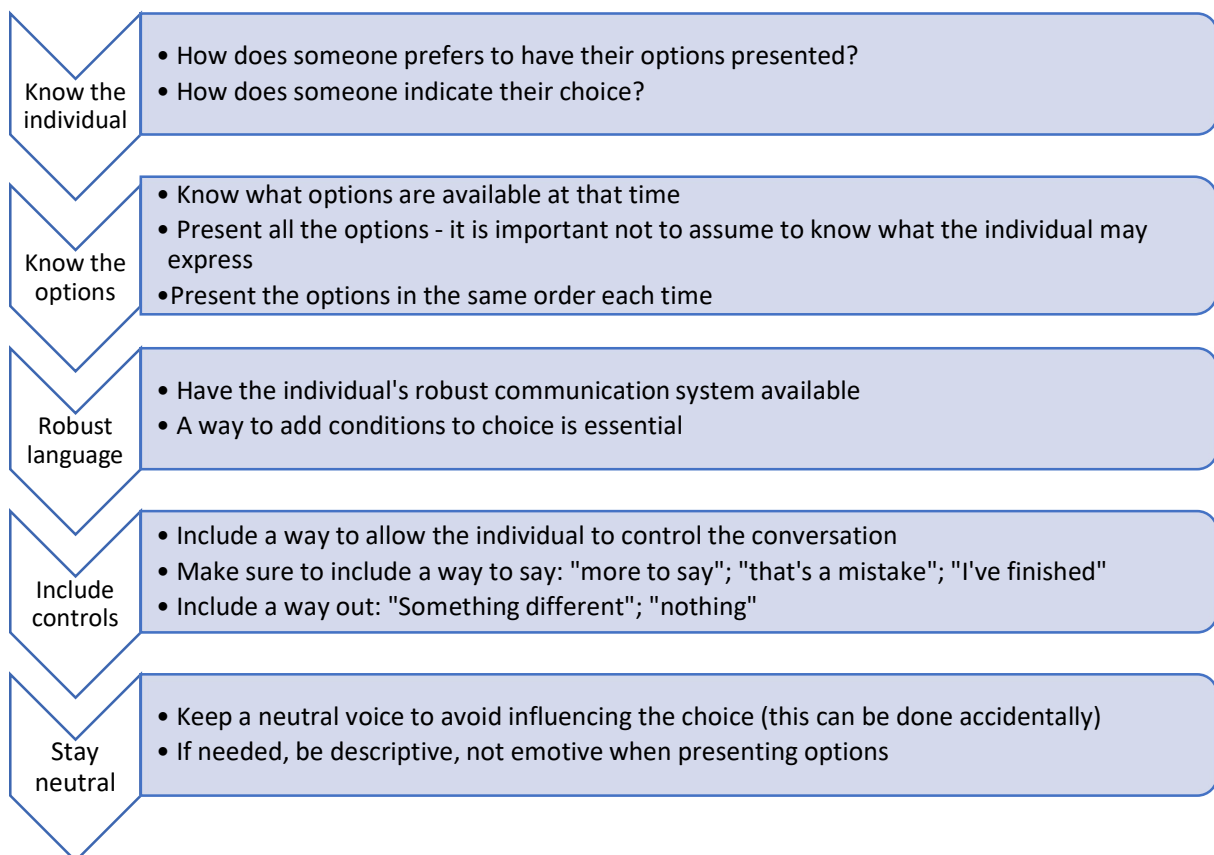 Know the
individual
• How does someone prefers to have their options presented?
• How does someone indicate their choice?
Know the
options
• Know what options are available at that time
• Present all the options - it is important not to assume to know what the individual may
express
•Present the options in the same order each time
Robust
language
• Have the individual's robust communication system available
• A way to add conditions to choice is essential
Include
controls
• Include a way to allow the individual to control the conversation
• Make sure to include a way to say: "more to say"; "that's a mistake"; "I've finished"
• Include a way out: "Something different"; "nothing"
Stay
neutral
• Keep a neutral voice to avoid influencing the choice (this can be done accidentally)
• If needed, be descriptive, not emotive when presenting options